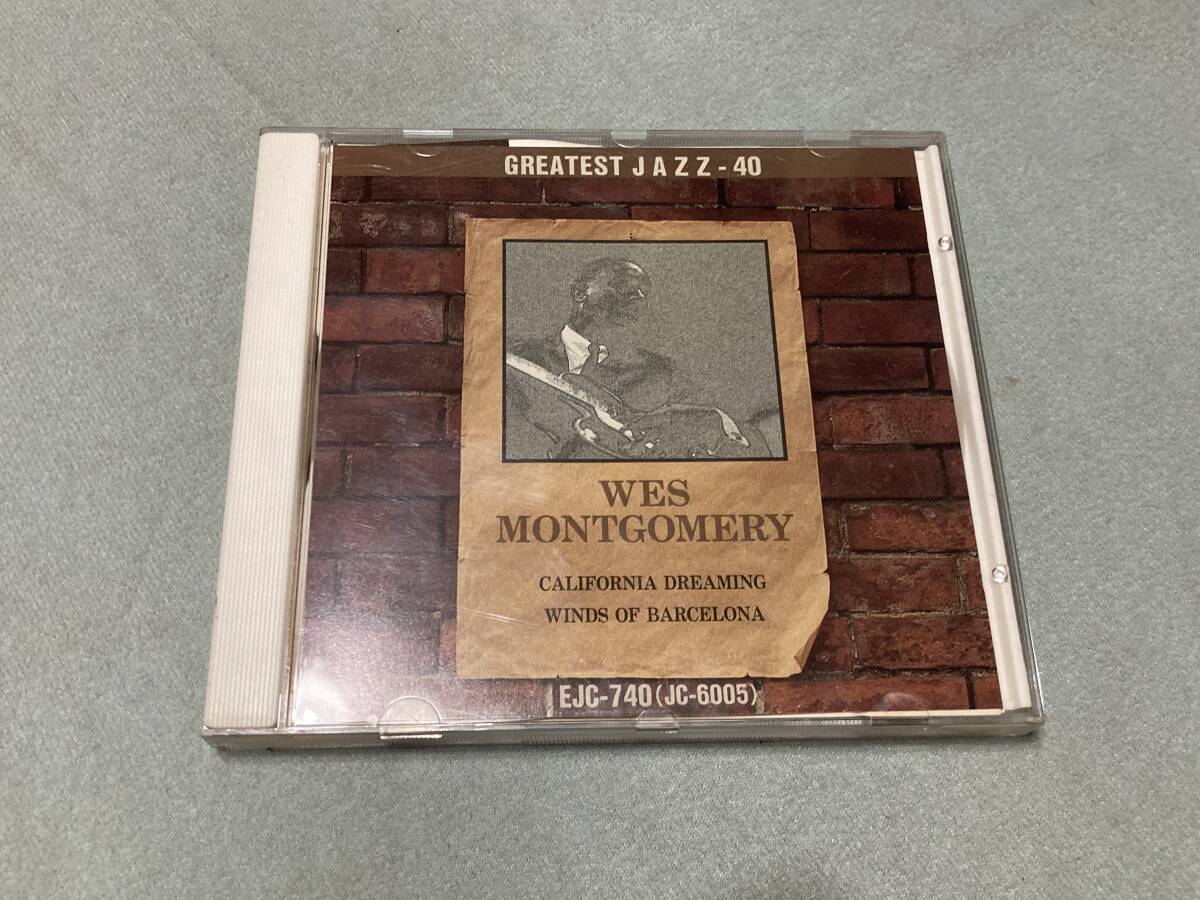 GREATEST JAZZ-40
WES
MONTGOMERY
CALIFORNIA DREAMING
WINDS OF BARCELONA
EJC-740(JC-6005)